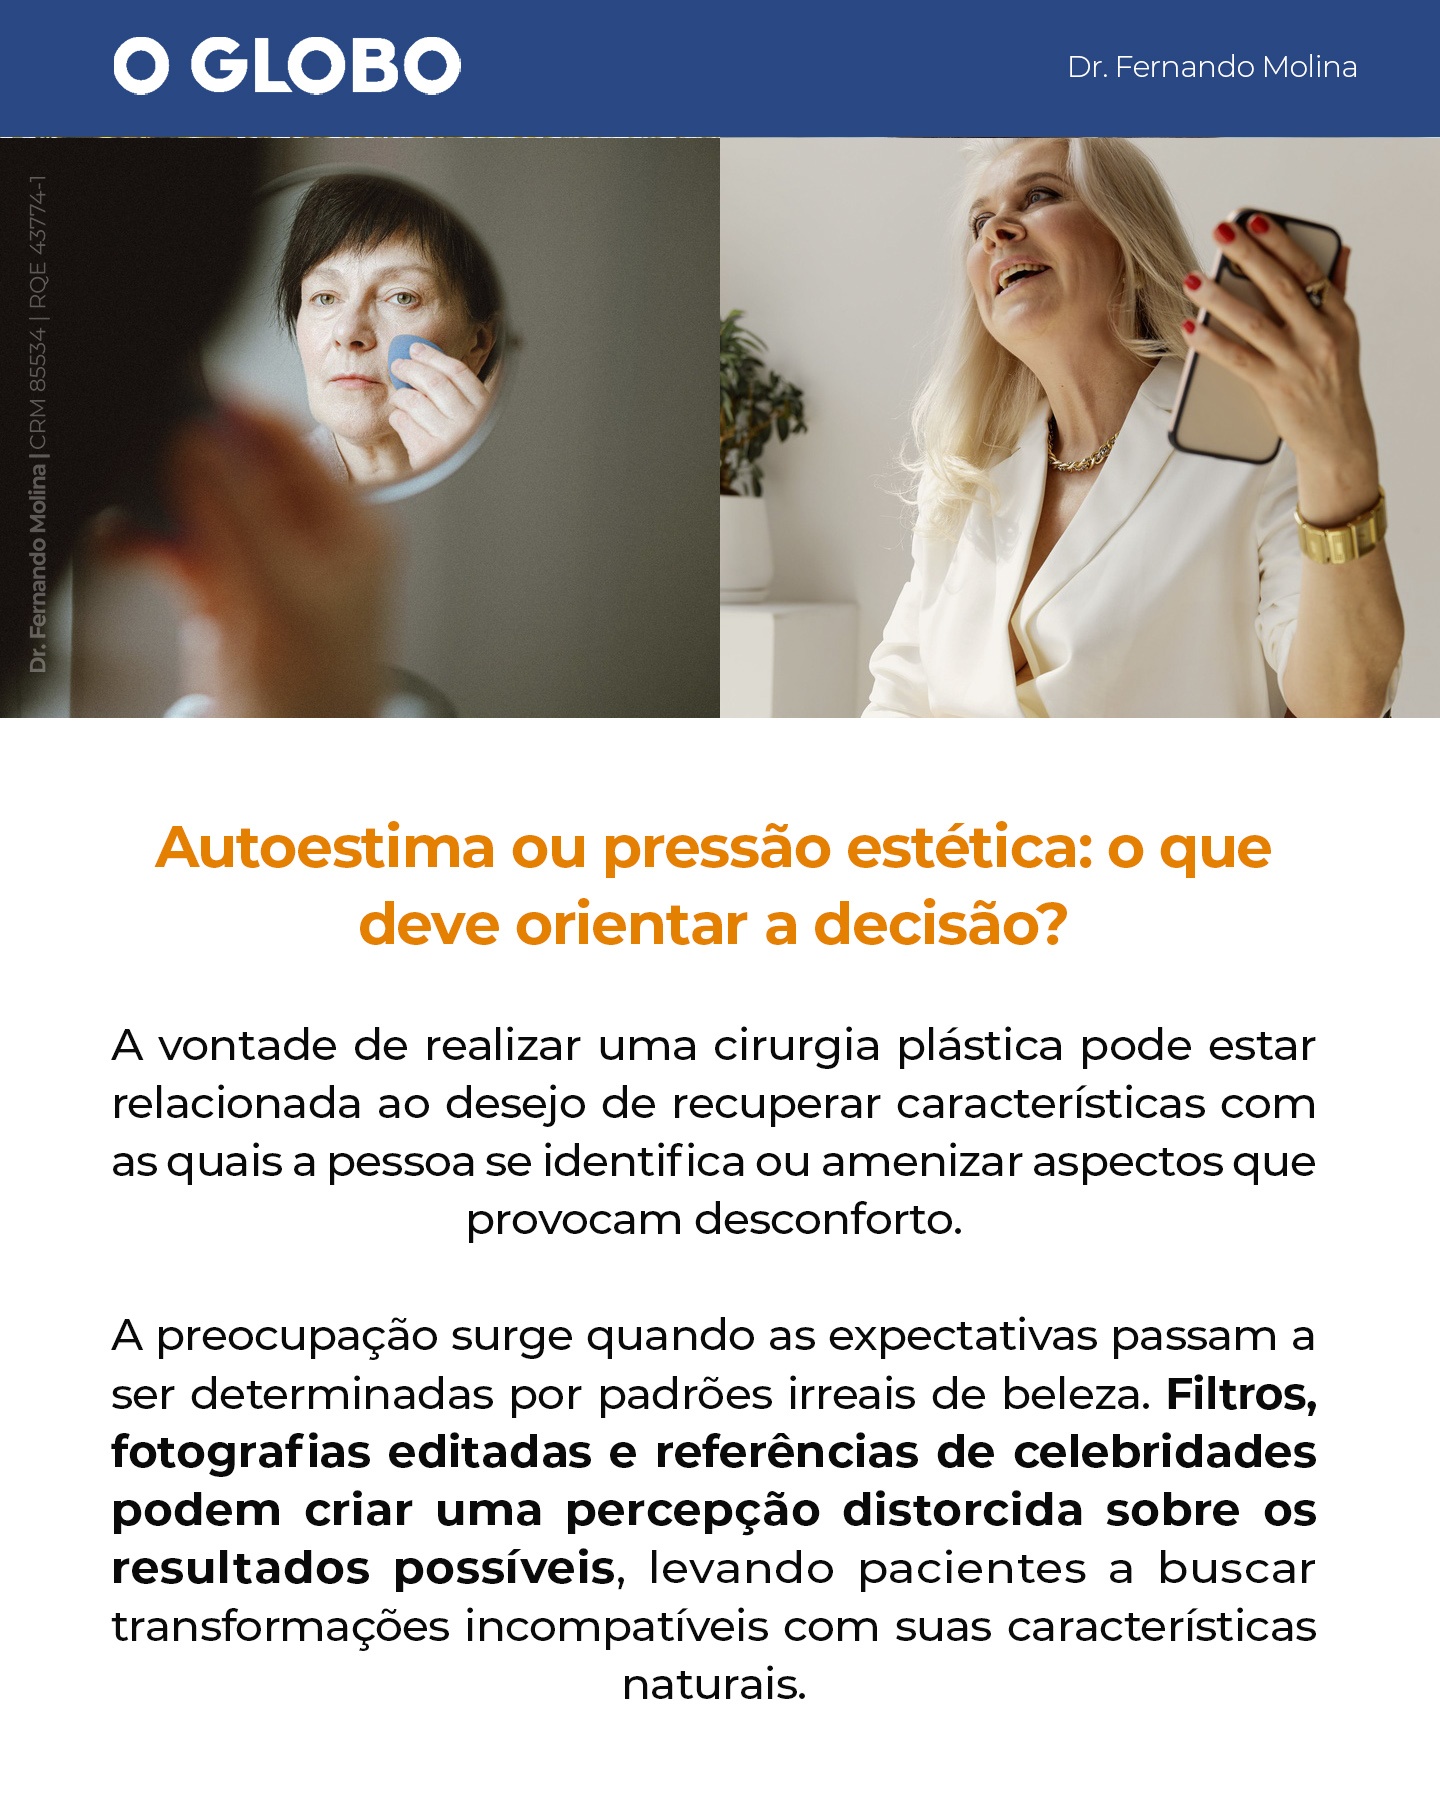 O GLOBO
Dr. Fernando Molina
Dr. Fernando Molina | CRM 85534 | RQE 43774-1
Autoestima ou pressão estética: o que
deve orientar a decisão?
A vontade de realizar uma cirurgia plástica pode estar
relacionada ao desejo de recuperar características com
as quais a pessoa se identifica ou amenizar aspectos que
provocam desconforto.
A preocupação surge quando as expectativas passam a
ser determinadas por padrões irreais de beleza. Filtros,
fotografias editadas e referências de celebridades
podem criar uma percepção distorcida sobre os
resultados possíveis, levando pacientes a buscar
transformações incompatíveis com suas características
naturais.